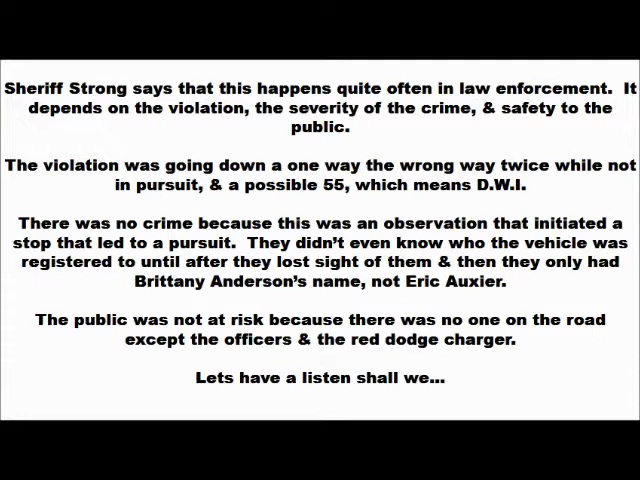 Sheriff Strong says that this happens quite often in law enforcement.  It
depends on the violation, the severity of the crime, & safety to the
public.
The violation was going down a one way the wrong way twice while not
in pursuit, & a possible 55, which means D.W.I.
There was no crime because this was an observation that initiated a
stop that led to a pursuit.  They didn't even know who the vehicle was
registered to until after they lost sight of them & then they only had
Brittany Anderson's name, not Eric Auxier.
The public was not at risk because there was no one on the road
except the officers & the red dodge charger.
Lets have a listen shall we...